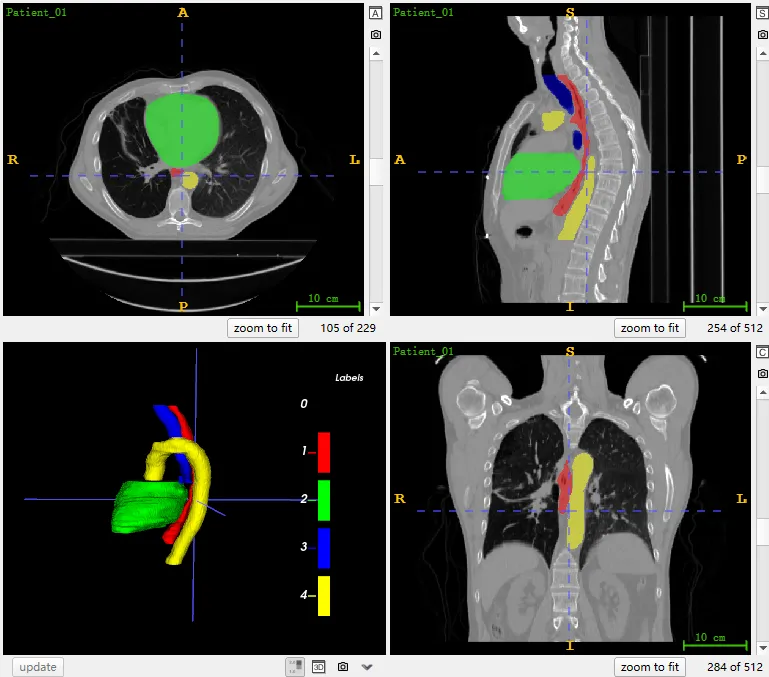 Patient_01
A
A
R
L
P
10 cm
zoom to fit
105 of 229
Patient_01
S
S
A
P
I
10 cm
zoom to fit
254 of 512
Labels
0
1
2
3
4
update
3D
Patient_01
S
C
R
L
I
10 cm
zoom to fit
284 of 512